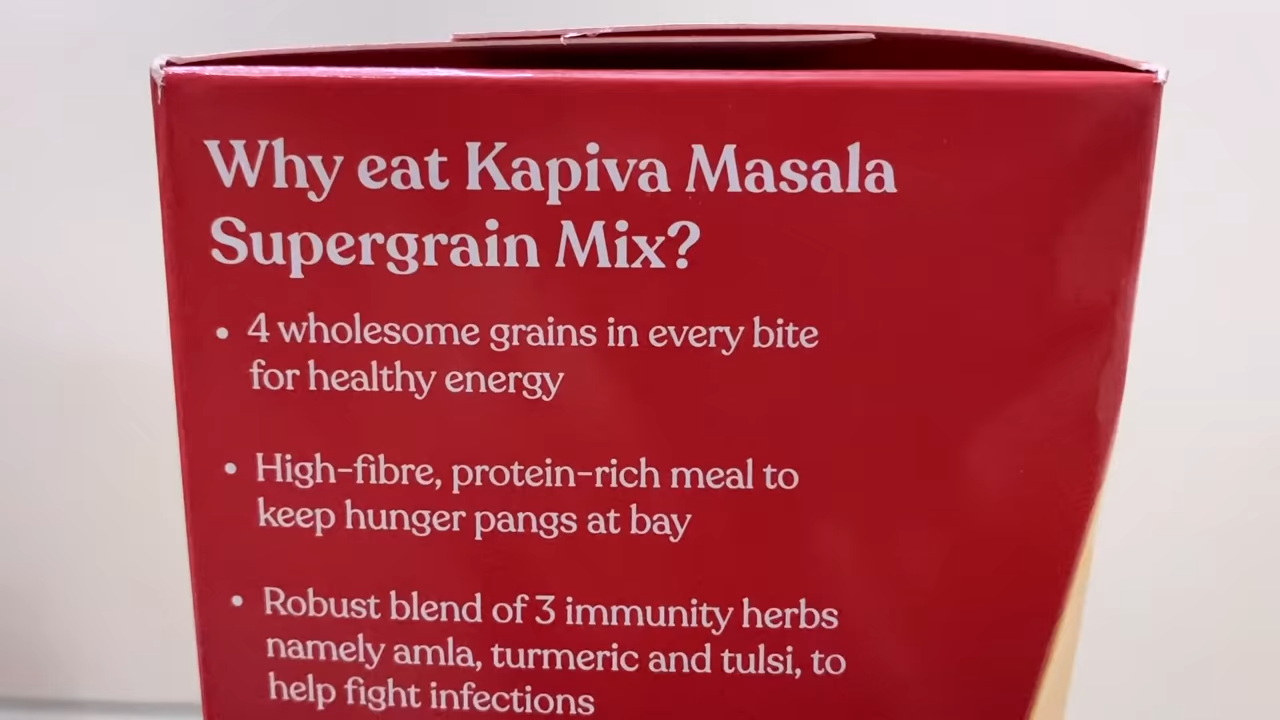 Why eat Kapiva Masala
Supergrain Mix?
• 4 wholesome grains in every bite
for healthy energy
• High-fibre, protein-rich meal to
keep hunger pangs at bay
• Robust blend of 3 immunity herbs
namely amla, turmeric and tulsi, to
help fight infections